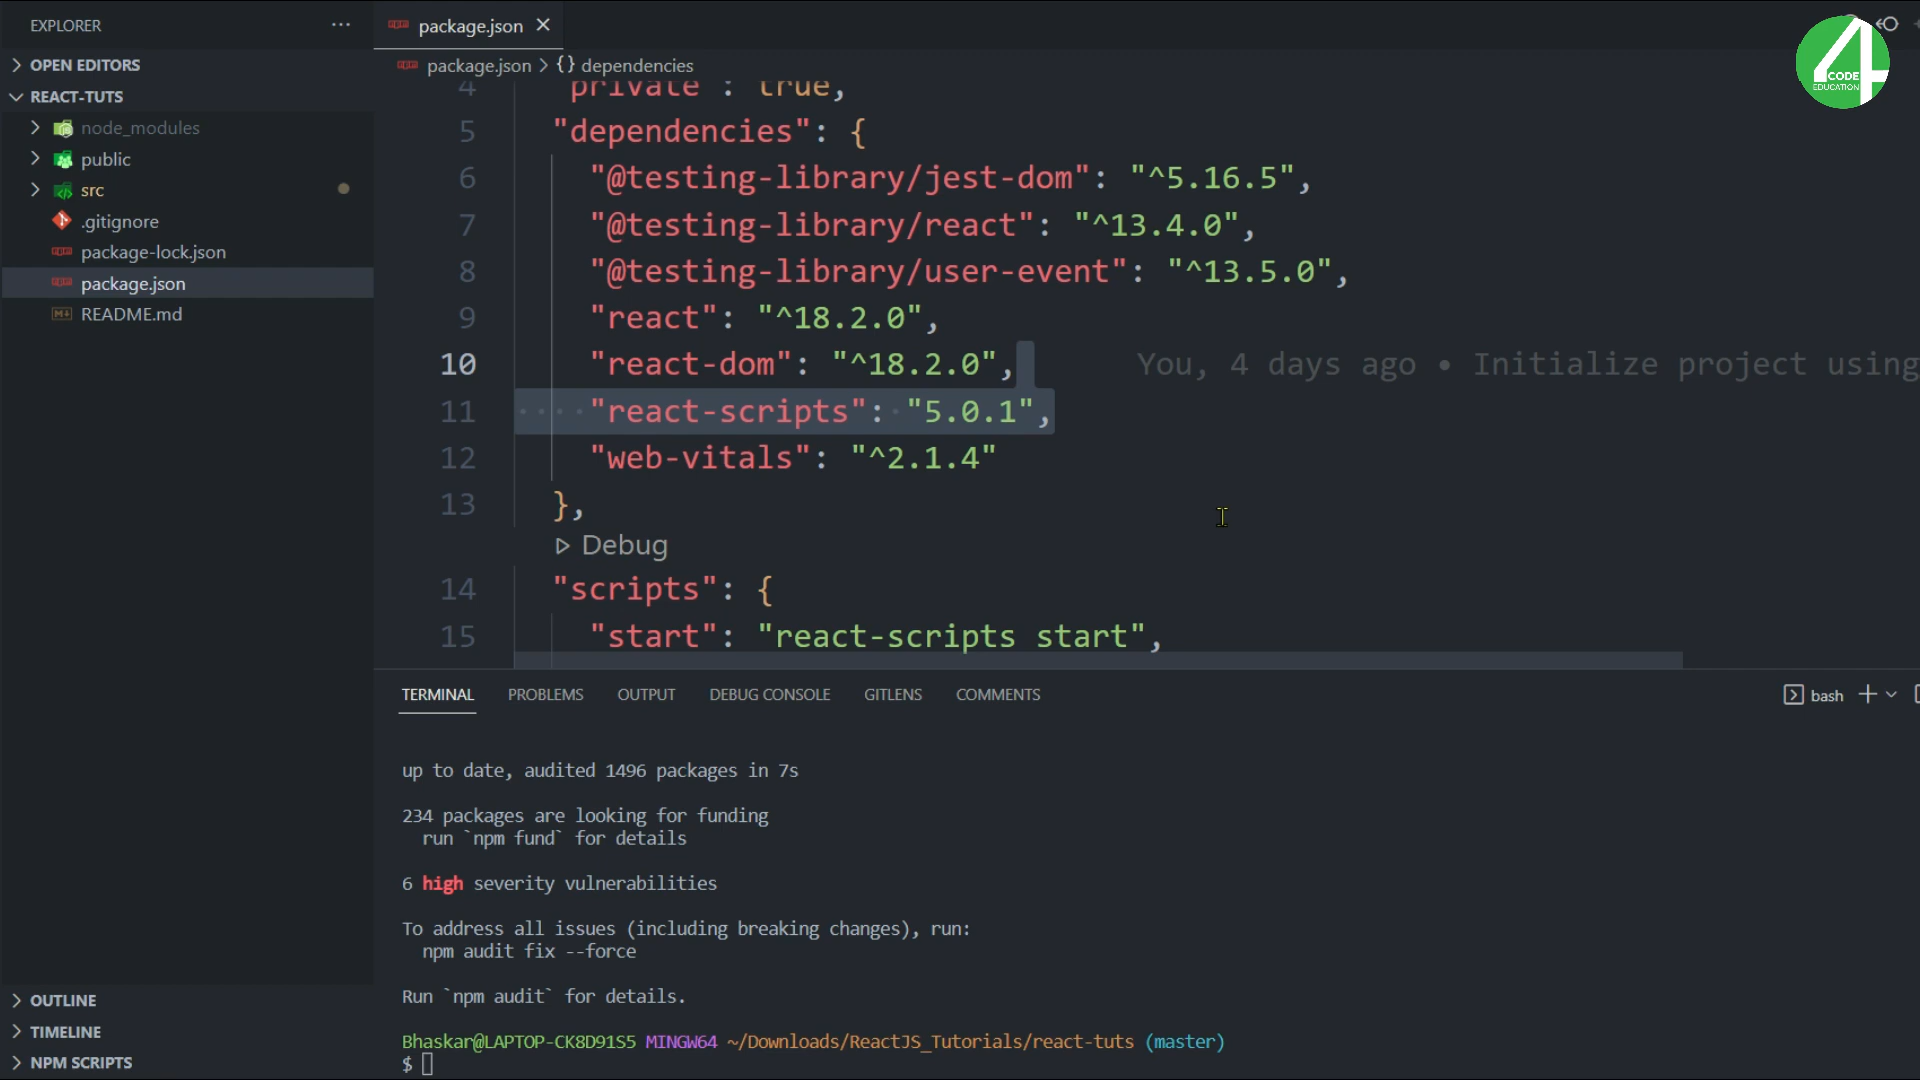 EXPLORER
···
package.json
CODE
EDUCATION
OPEN EDITORS
REACT-TUTS
node_modules
public
src
.gitignore
package-lock.json
package.json
README.md
OUTLINE
TIMELINE
NPM SCRIPTS
package.json > {} dependencies
4 "private": true,
5 "dependencies": {
6 "@testing-library/jest-dom": "^5.16.5",
7 "@testing-library/react": "^13.4.0",
8 "@testing-library/user-event": "^13.5.0",
9 "react": "^18.2.0",
10 "react-dom": "^18.2.0", You, 4 days ago • Initialize project using
11 ····"react-scripts":·"5.0.1",
12 "web-vitals": "^2.1.4"
13 },
Debug
14 "scripts": {
15 "start": "react-scripts start",
TERMINAL PROBLEMS OUTPUT DEBUG CONSOLE GITLENS COMMENTS
bash
up to date, audited 1496 packages in 7s
234 packages are looking for funding
run `npm fund` for details
6 high severity vulnerabilities
To address all issues (including breaking changes), run:
npm audit fix --force
Run `npm audit` for details.
Bhaskar@LAPTOP-CK8D91S5 MINGW64 ~/Downloads/ReactJS_Tutorials/react-tuts (master)
$